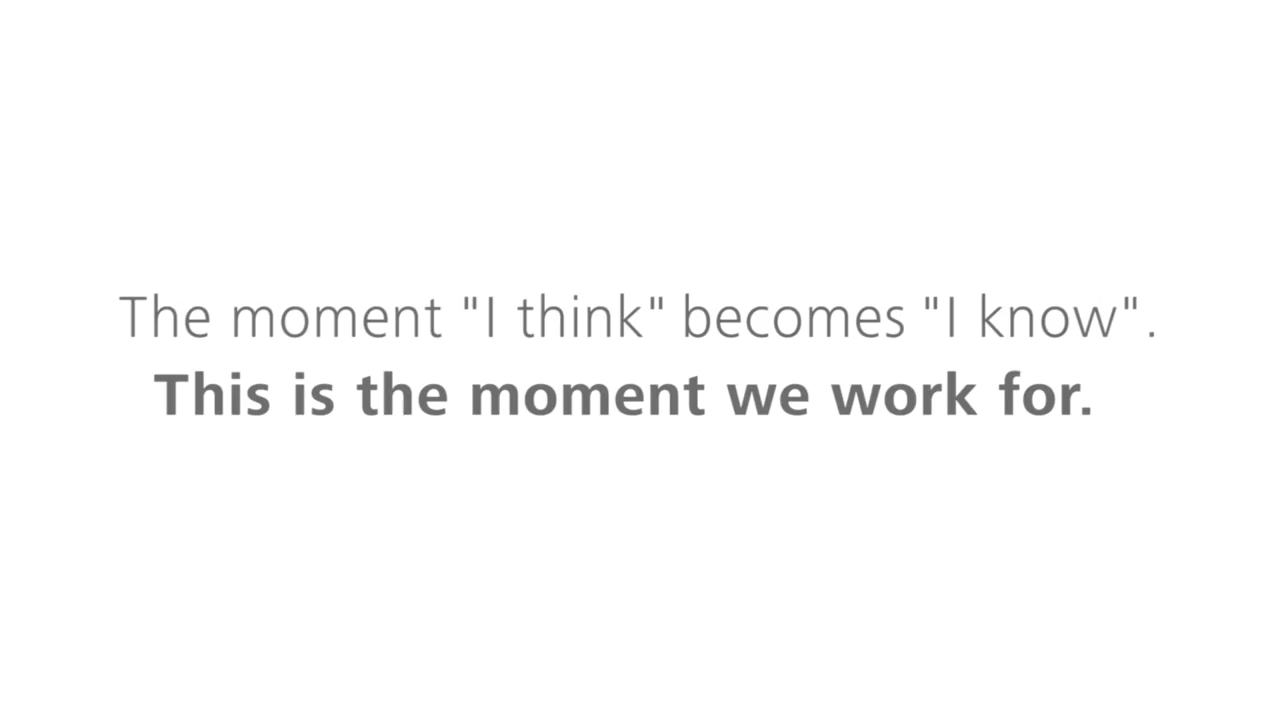 The moment "I think" becomes "I know".
This is the moment we work for.